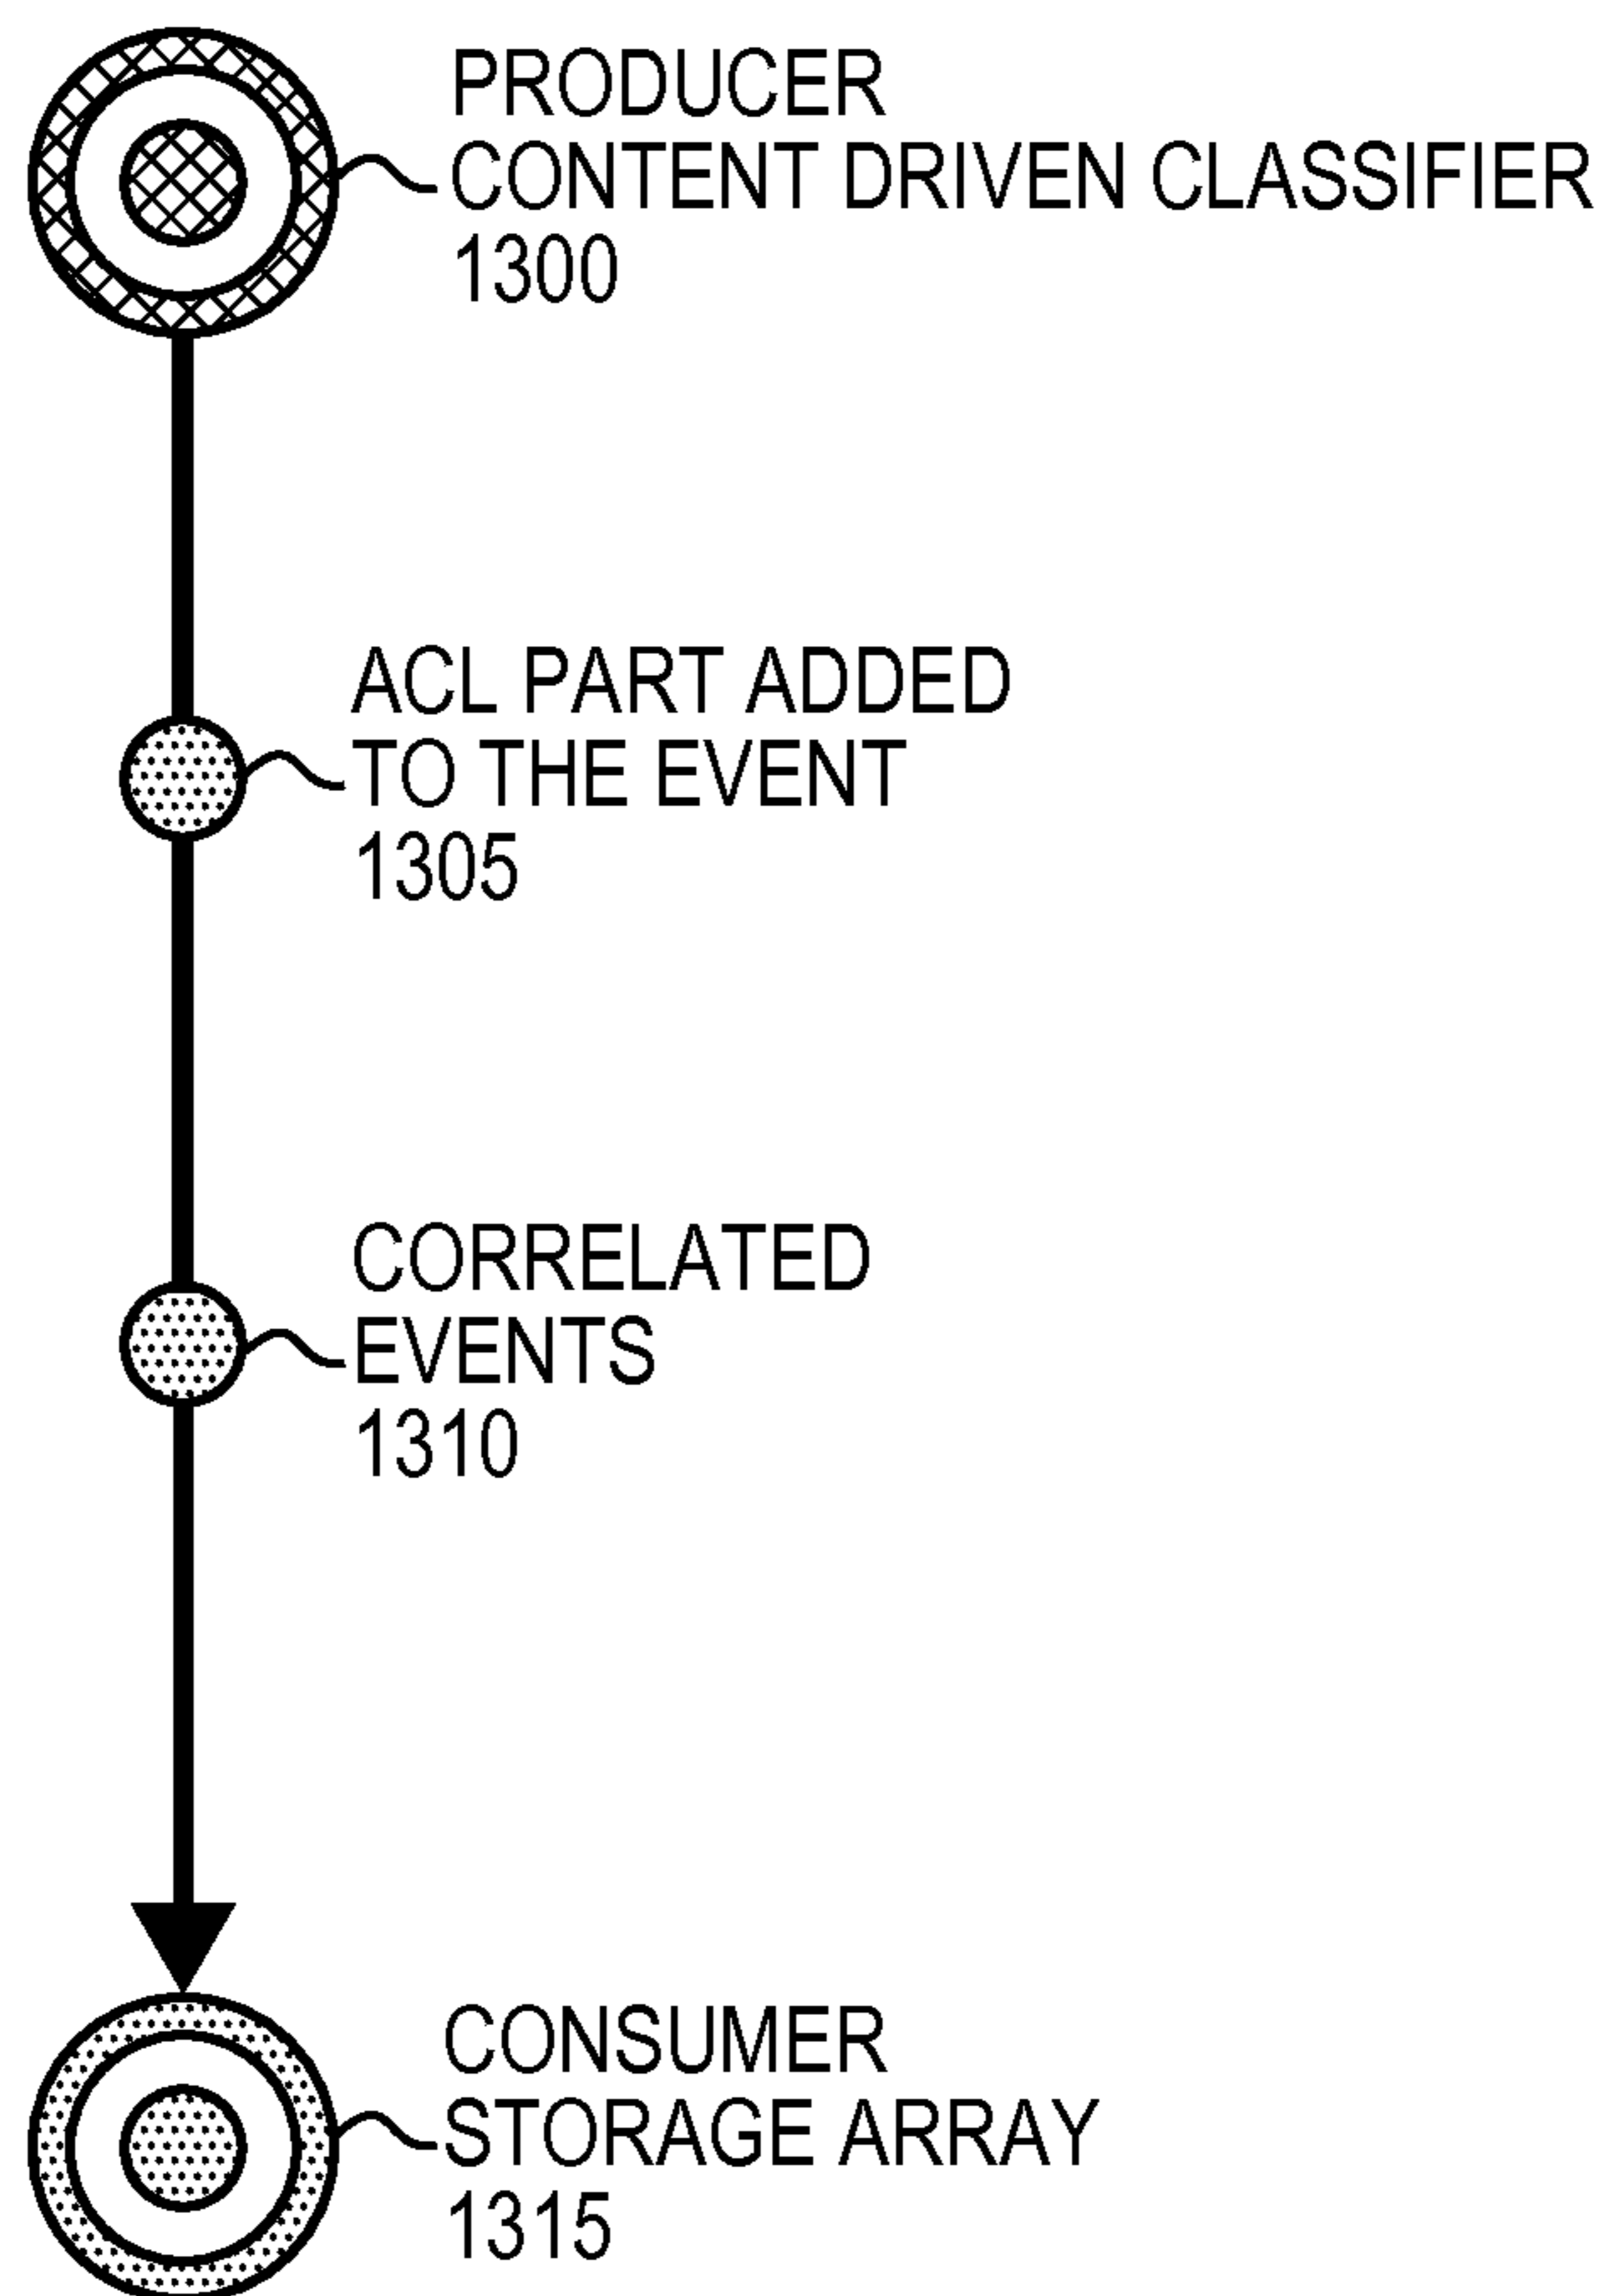 PRODUCER
CONTENT DRIVEN CLASSIFIER
1300
ACL PART ADDED
TO THE EVENT
1305
CORRELATED
EVENTS
1310
CONSUMER
STORAGE ARRAY
1315